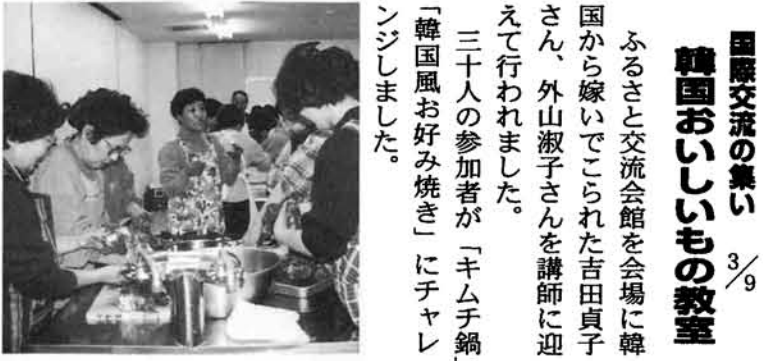 国際交流の集い 3/9
韓国おいしいもの教室
ふるさと交流会館を会場に韓
国から嫁いでこられた吉田貞子
さん、外山淑子さんを講師に迎
えて行われました。
三十人の参加者が「キムチ鍋」
「韓国風お好み焼き」にチャレ
ンジしました。